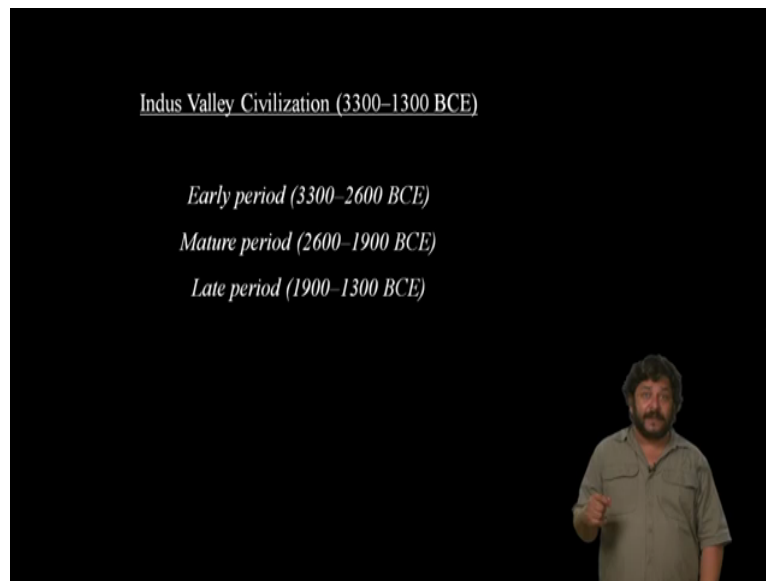 Indus Valley Civilization (3300–1300 BCE)
Early period (3300–2600 BCE)
Mature period (2600–1900 BCE)
Late period (1900–1300 BCE)